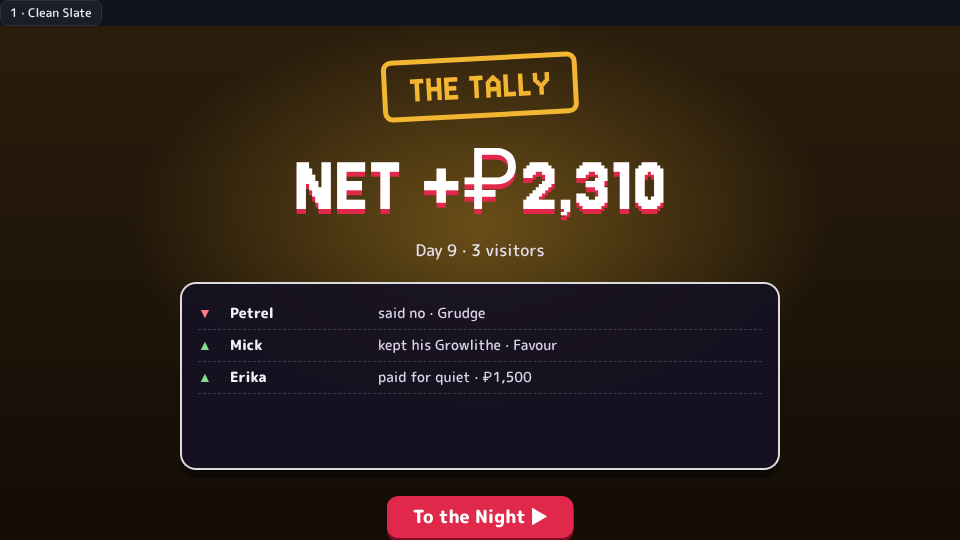 1 · Clean Slate
THE TALLY
NET +₽2,310
Day 9 · 3 visitors
▼ Petrel said no · Grudge
▲ Mick kept his Growlithe · Favour
▲ Erika paid for quiet · ₽1,500
To the Night ▶